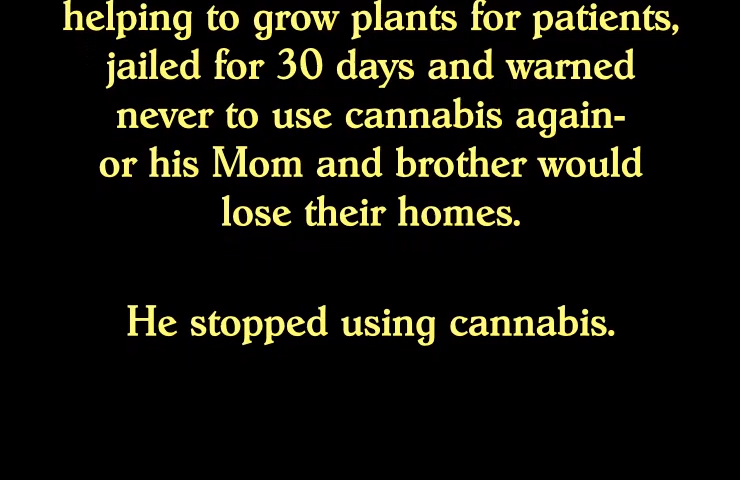 helping to grow plants for patients,
jailed for 30 days and warned
never to use cannabis again-
or his Mom and brother would
lose their homes.
He stopped using cannabis.